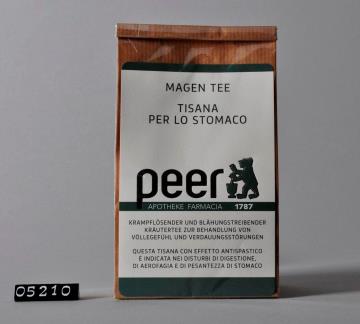 MAGEN TEE
TISANA
PER LO STOMACO
peer
APOTHEKE FARMACIA 1787
KRAMPFLÖSENDER UND BLÄHUNGSTREIBENDER
KRÄUTERTEE ZUR BEHANDLUNG VON
VÖLLEGEFÜHL UND VERDAUUNGSSTÖRUNGEN
QUESTA TISANA CON EFFETTO ANTISPASTICO
È INDICATA NEI DISTURBI DI DIGESTIONE,
DI AEROFAGIA E DI PESANTEZZA DI STOMACO
05210